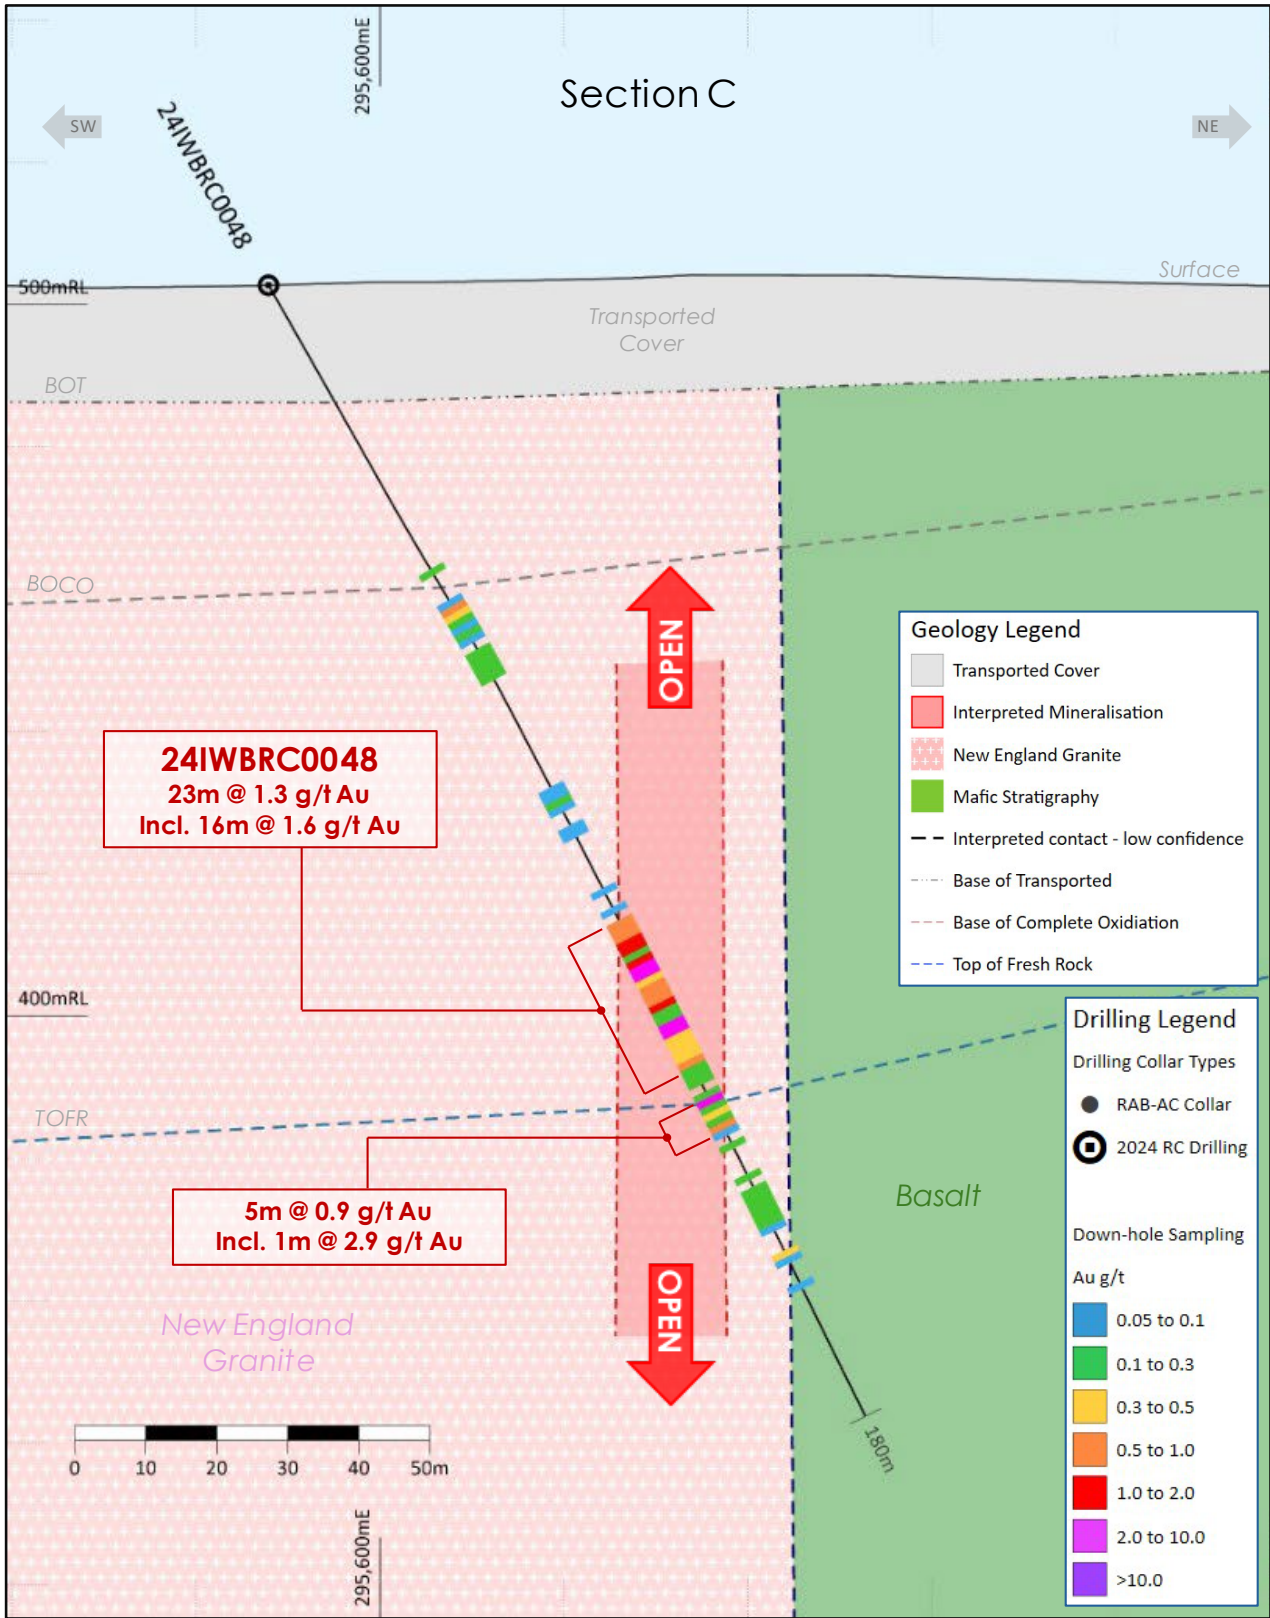 295,600mE
Section C
SW
NE
24IWBRC0048
500mRL
Surface
Transported
Cover
BOT
BOCO
OPEN
Geology Legend
Transported Cover
Interpreted Mineralisation
New England Granite
Mafic Stratigraphy
Interpreted contact - low confidence
Base of Transported
Base of Complete Oxidiation
Top of Fresh Rock
24IWBRC0048
23m @ 1.3 g/t Au
Incl. 16m @ 1.6 g/t Au
400mRL
TOFR
Drilling Legend
Drilling Collar Types
RAB-AC Collar
2024 RC Drilling
Down-hole Sampling
Au g/t
0.05 to 0.1
0.1 to 0.3
0.3 to 0.5
0.5 to 1.0
1.0 to 2.0
2.0 to 10.0
>10.0
5m @ 0.9 g/t Au
Incl. 1m @ 2.9 g/t Au
Basalt
OPEN
New England
Granite
180m
0 10 20 30 40 50m
295,600mE